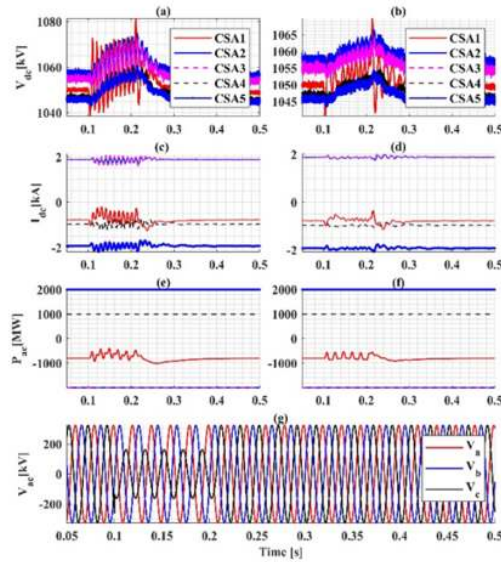 (a) (b)
V_dc[kV]
1080
1060
1040
CSA1
CSA2
CSA3
CSA4
CSA5
0.1 0.2 0.3 0.4 0.5
1065
1060
1055
1050
1045
CSA1
CSA2
CSA3
CSA4
CSA5
0.1 0.2 0.3 0.4 0.5
(c) (d)
I_dc[kA]
2
0
-2
0.1 0.2 0.3 0.4 0.5
2
0
-2
0.1 0.2 0.3 0.4 0.5
(e) (f)
P_ac[MW]
2000
1000
0
-1000
0.1 0.2 0.3 0.4 0.5
2000
1000
0
-1000
0.1 0.2 0.3 0.4 0.5
(g)
V_ac[kV]
200
0
-200
V_a
V_b
V_c
0.05 0.1 0.15 0.2 0.25 0.3 0.35 0.4 0.45 0.5
Time [s]